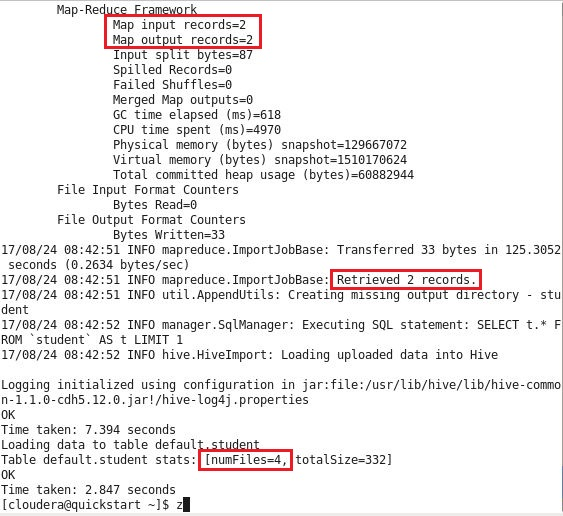 Map-Reduce Framework
Map input records=2
Map output records=2
Input split bytes=87
Spilled Records=0
Failed Shuffles=0
Merged Map outputs=0
GC time elapsed (ms)=618
CPU time spent (ms)=4970
Physical memory (bytes) snapshot=129667072
Virtual memory (bytes) snapshot=1510170624
Total committed heap usage (bytes)=60882944
File Input Format Counters
Bytes Read=0
File Output Format Counters
Bytes Written=33
17/08/24 08:42:51 INFO mapreduce.ImportJobBase: Transferred 33 bytes in 125.3052
seconds (0.2634 bytes/sec)
17/08/24 08:42:51 INFO mapreduce.ImportJobBase: Retrieved 2 records.
17/08/24 08:42:51 INFO util.AppendUtils: Creating missing output directory - stu
dent
17/08/24 08:42:52 INFO manager.SqlManager: Executing SQL statement: SELECT t.* F
ROM `student` AS t LIMIT 1
17/08/24 08:42:52 INFO hive.HiveImport: Loading uploaded data into Hive
Logging initialized using configuration in jar:file:/usr/lib/hive/lib/hive-commo
n-1.1.0-cdh5.12.0.jar!/hive-log4j.properties
OK
Time taken: 7.394 seconds
Loading data to table default.student
Table default.student stats: [numFiles=4, totalSize=332]
OK
Time taken: 2.847 seconds
[cloudera@quickstart ~]$ z